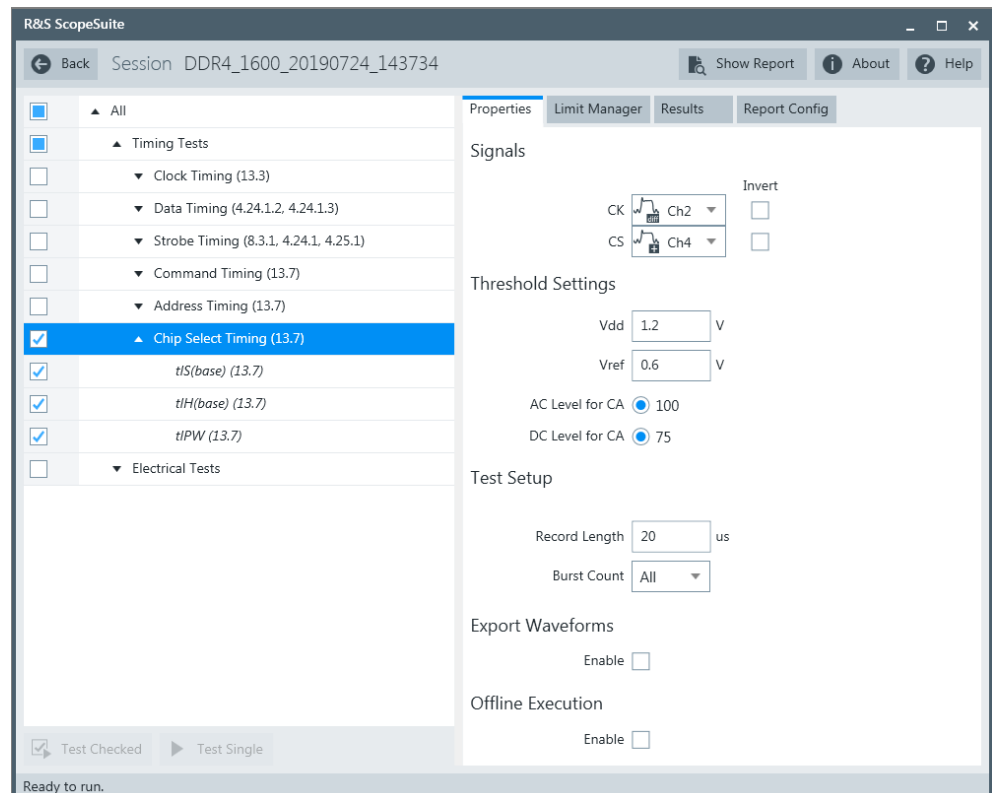 R&S ScopeSuite
Back Session DDR4_1600_20190724_143734 Show Report About Help
All
Timing Tests
Clock Timing (13.3)
Data Timing (4.24.1.2, 4.24.1.3)
Strobe Timing (8.3.1, 4.24.1, 4.25.1)
Command Timing (13.7)
Address Timing (13.7)
Chip Select Timing (13.7)
tIS(base) (13.7)
tIH(base) (13.7)
tIPW (13.7)
Electrical Tests
Test Checked Test Single
Properties Limit Manager Results Report Config
Signals
Invert
CK diff Ch2
CS Ch4
Threshold Settings
Vdd 1.2 V
Vref 0.6 V
AC Level for CA 100
DC Level for CA 75
Test Setup
Record Length 20 us
Burst Count All
Export Waveforms
Enable
Offline Execution
Enable
Ready to run.